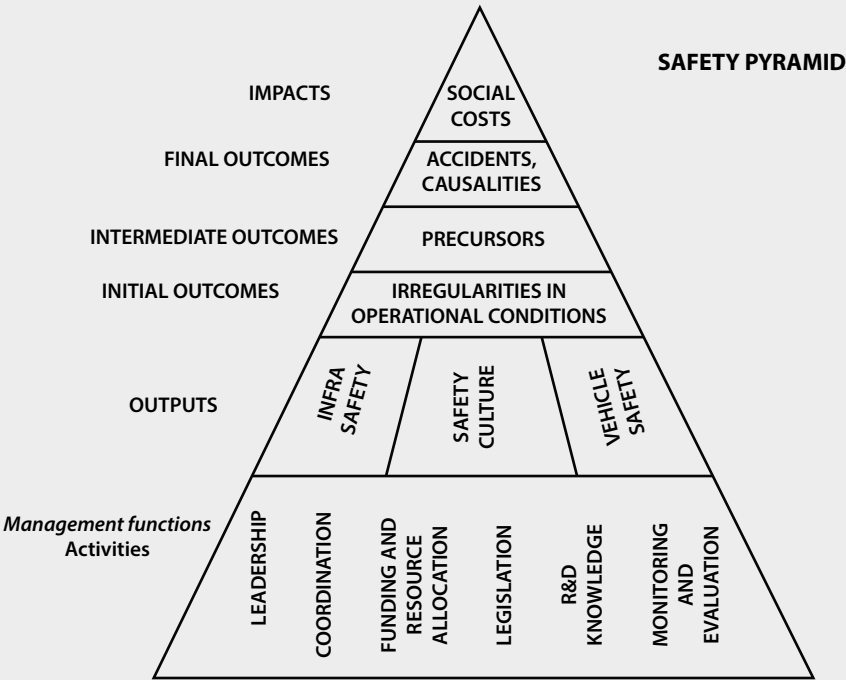 SAFETY PYRAMID
IMPACTS
SOCIAL
COSTS
FINAL OUTCOMES
ACCIDENTS,
CAUSALITIES
INTERMEDIATE OUTCOMES
PRECURSORS
INITIAL OUTCOMES
IRREGULARITIES IN
OPERATIONAL CONDITIONS
OUTPUTS
INFRA
SAFETY
SAFETY
CULTURE
VEHICLE
SAFETY
Management functions
Activities
LEADERSHIP
COORDINATION
FUNDING AND
RESOURCE
ALLOCATION
LEGISLATION
R&D
KNOWLEDGE
MONITORING
AND
EVALUATION